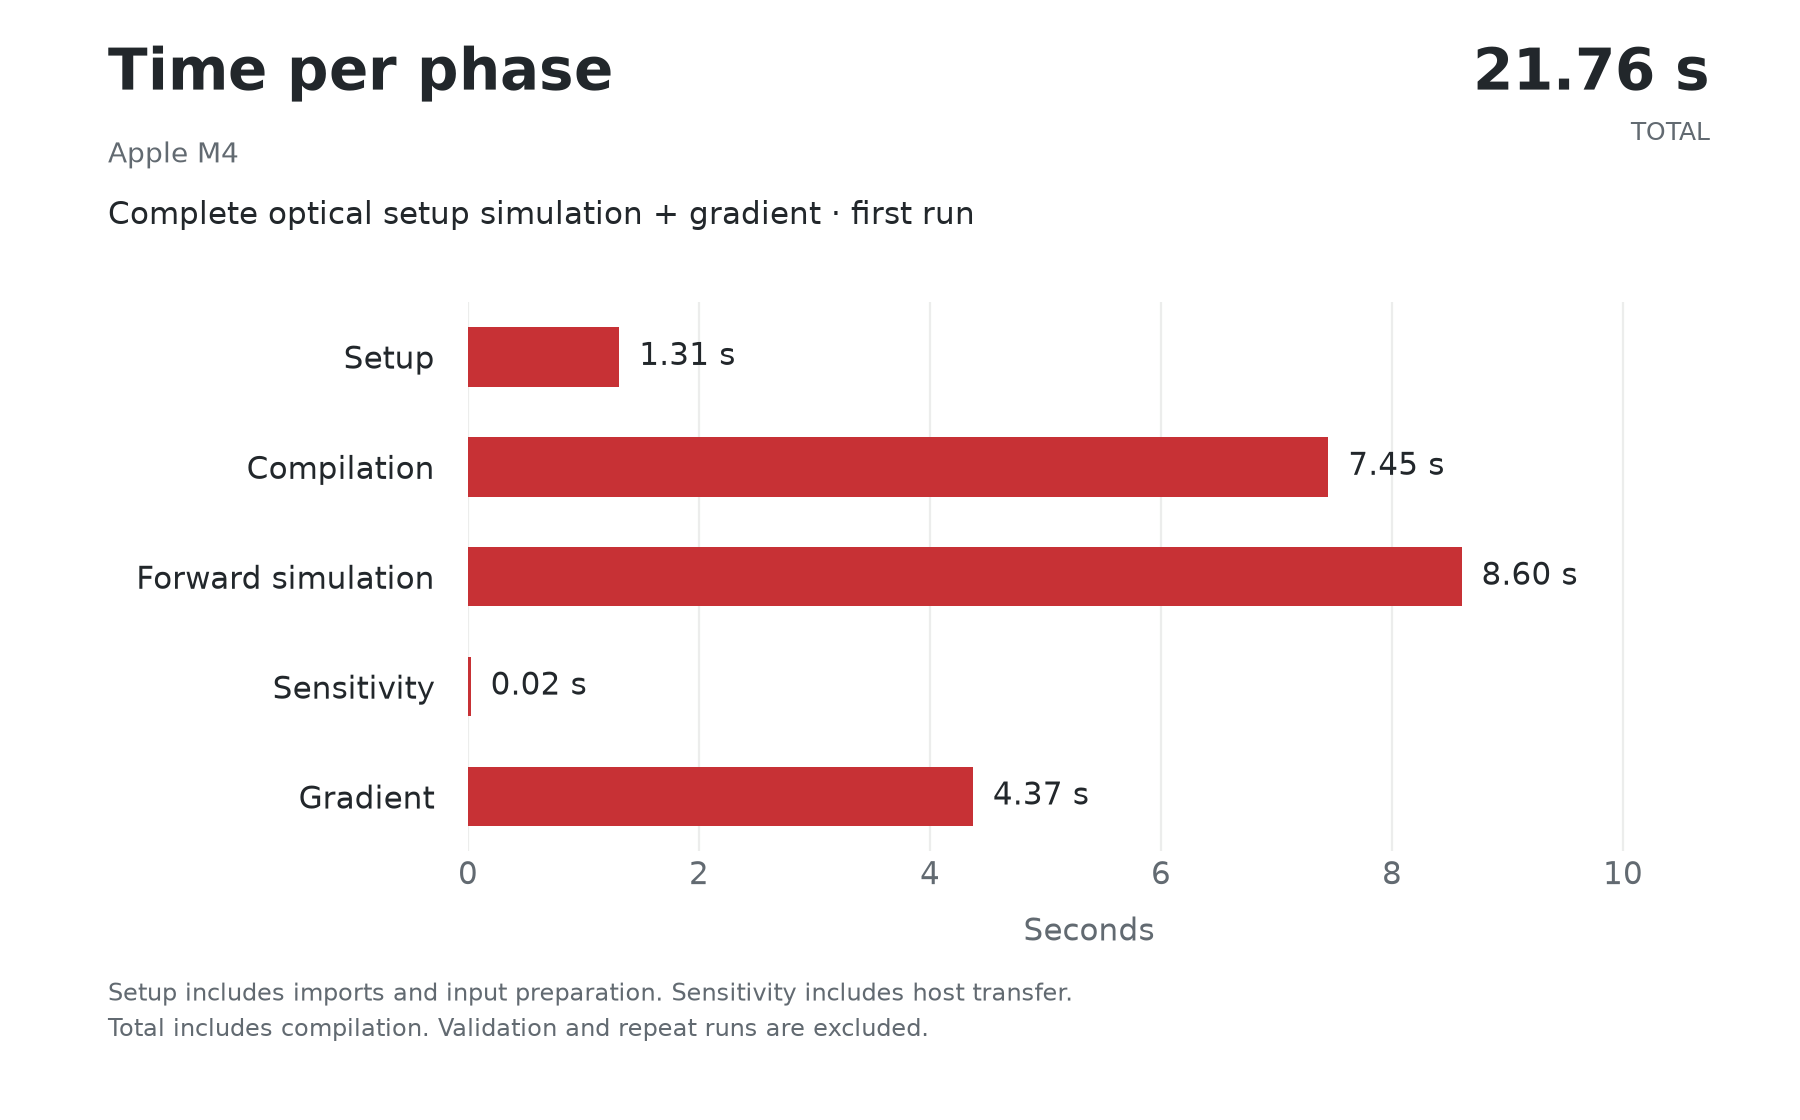 Time per phase
21.76 s
TOTAL
Apple M4
Complete optical setup simulation + gradient · first run
Setup
1.31 s
Compilation
7.45 s
Forward simulation
8.60 s
Sensitivity
0.02 s
Gradient
4.37 s
0 2 4 6 8 10
Seconds
Setup includes imports and input preparation. Sensitivity includes host transfer.
Total includes compilation. Validation and repeat runs are excluded.